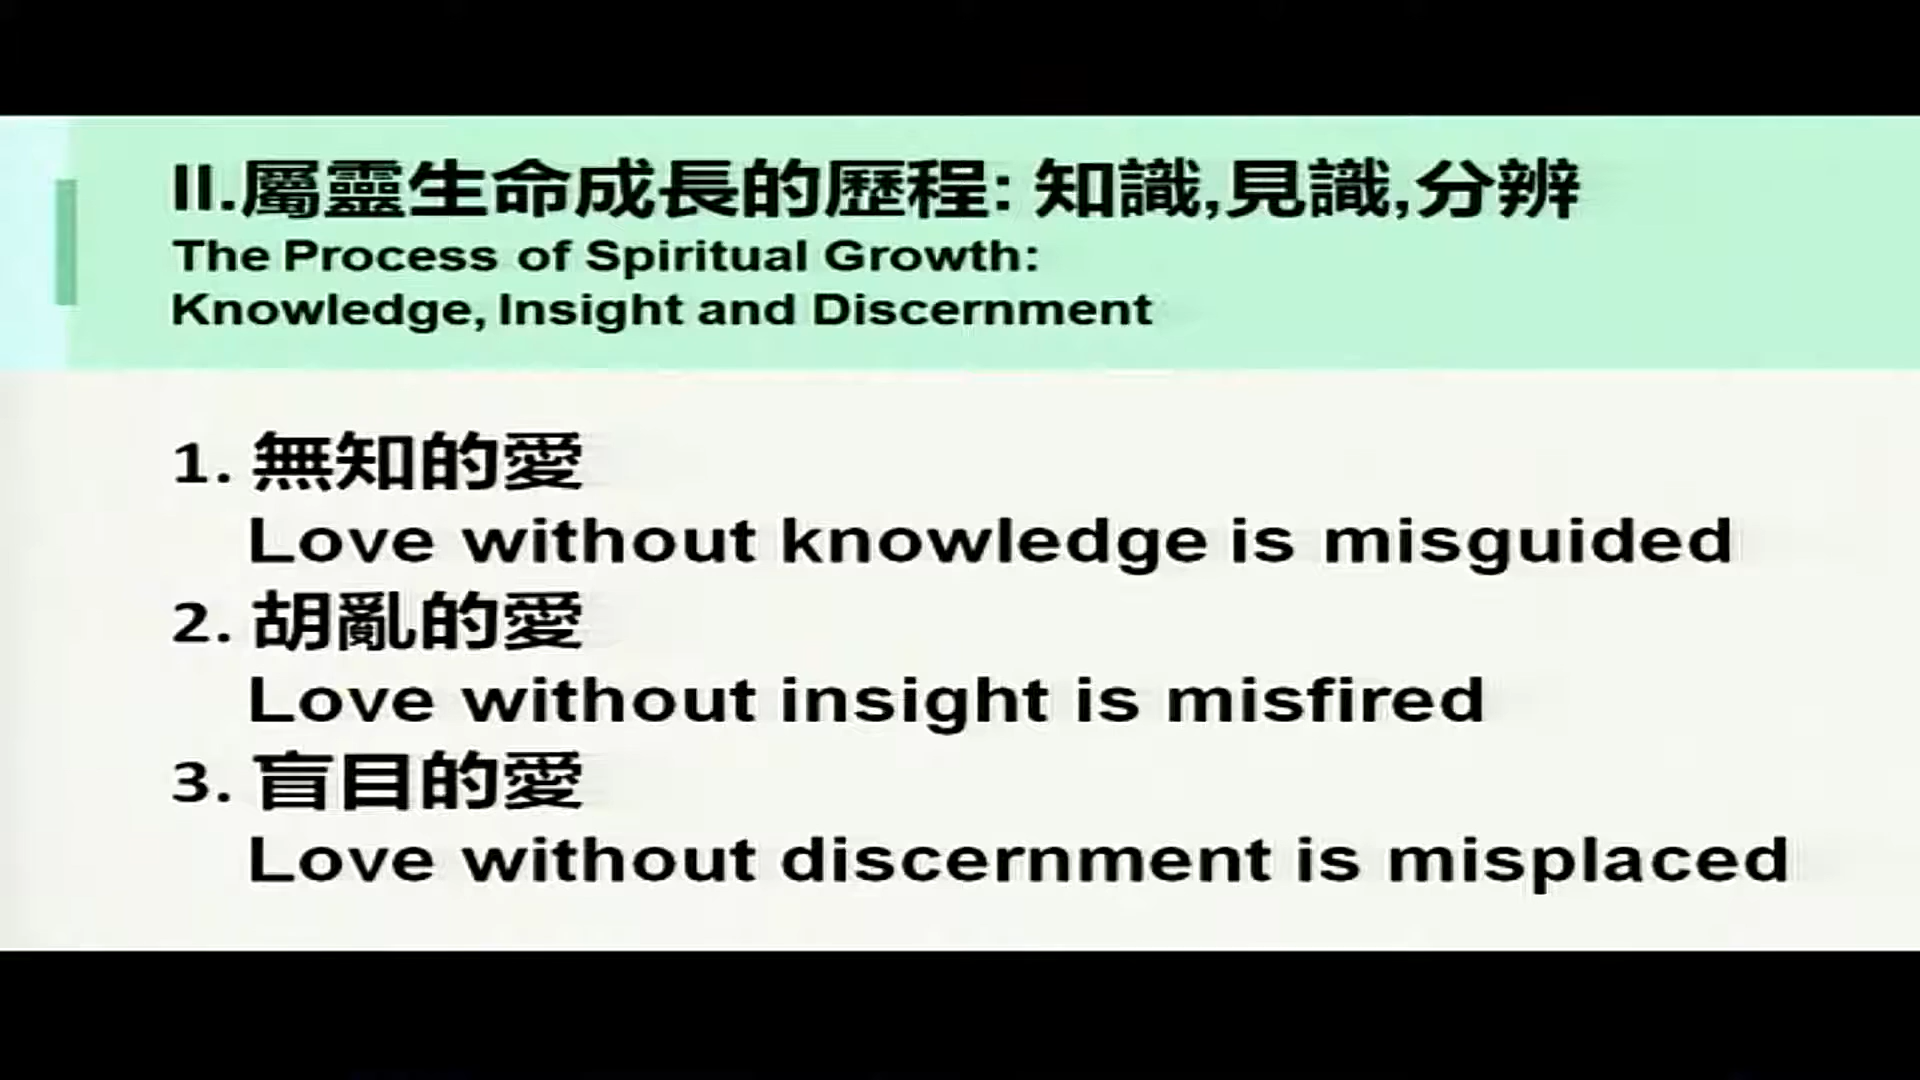 II.屬靈生命成長的歷程: 知識,見識,分辨
The Process of Spiritual Growth:
Knowledge, Insight and Discernment
1. 無知的愛
Love without knowledge is misguided
2. 胡亂的愛
Love without insight is misfired
3. 盲目的愛
Love without discernment is misplaced